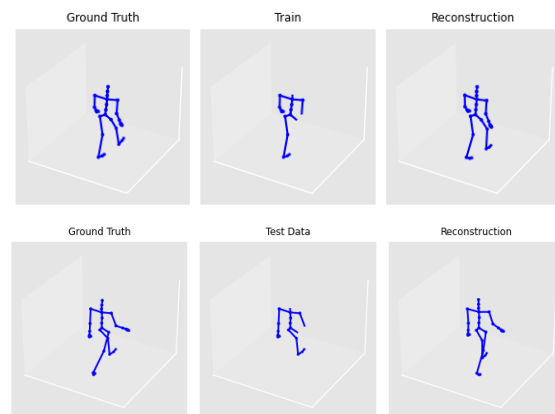 Ground Truth
Train
Reconstruction
Ground Truth
Test Data
Reconstruction